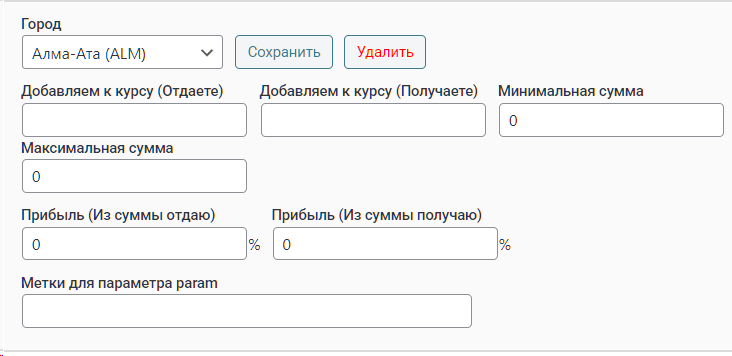 Город
Алма-Ата (ALM) Сохранить Удалить
Добавляем к курсу (Отдаете) Добавляем к курсу (Получаете) Минимальная сумма
0
Максимальная сумма
0
Прибыль (Из суммы отдаю) Прибыль (Из суммы получаю)
0 % 0 %
Метки для параметра param